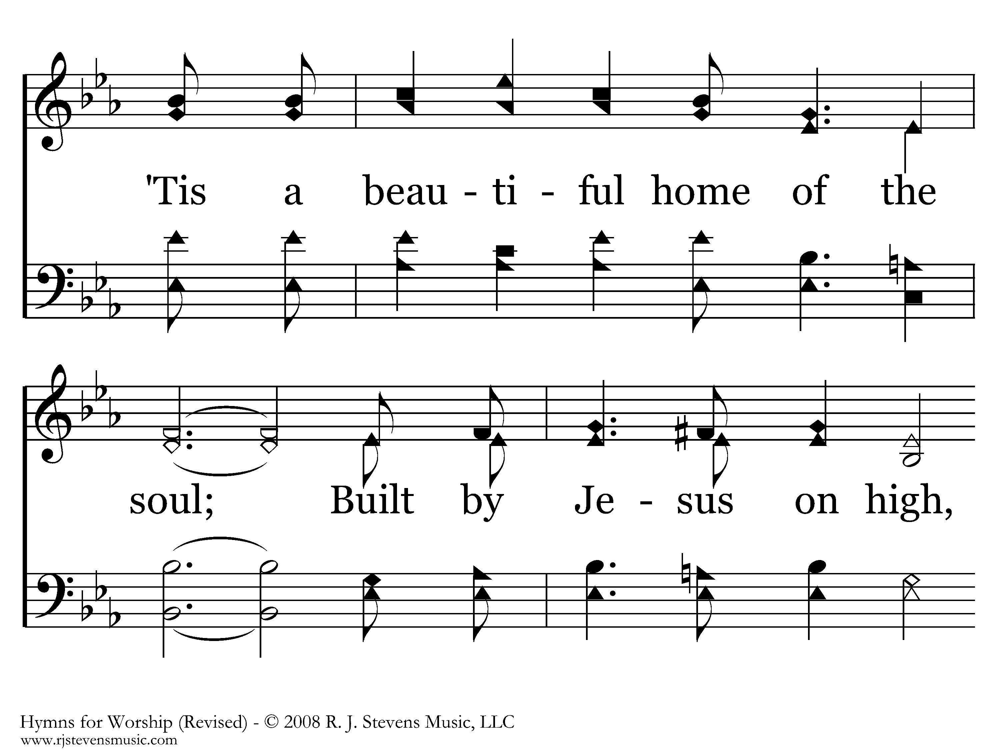 'Tis a beau - ti - ful home of the
soul; Built by Je - sus on high,
Hymns for Worship (Revised) - © 2008 R. J. Stevens Music, LLC
www.rjstevensmusic.com